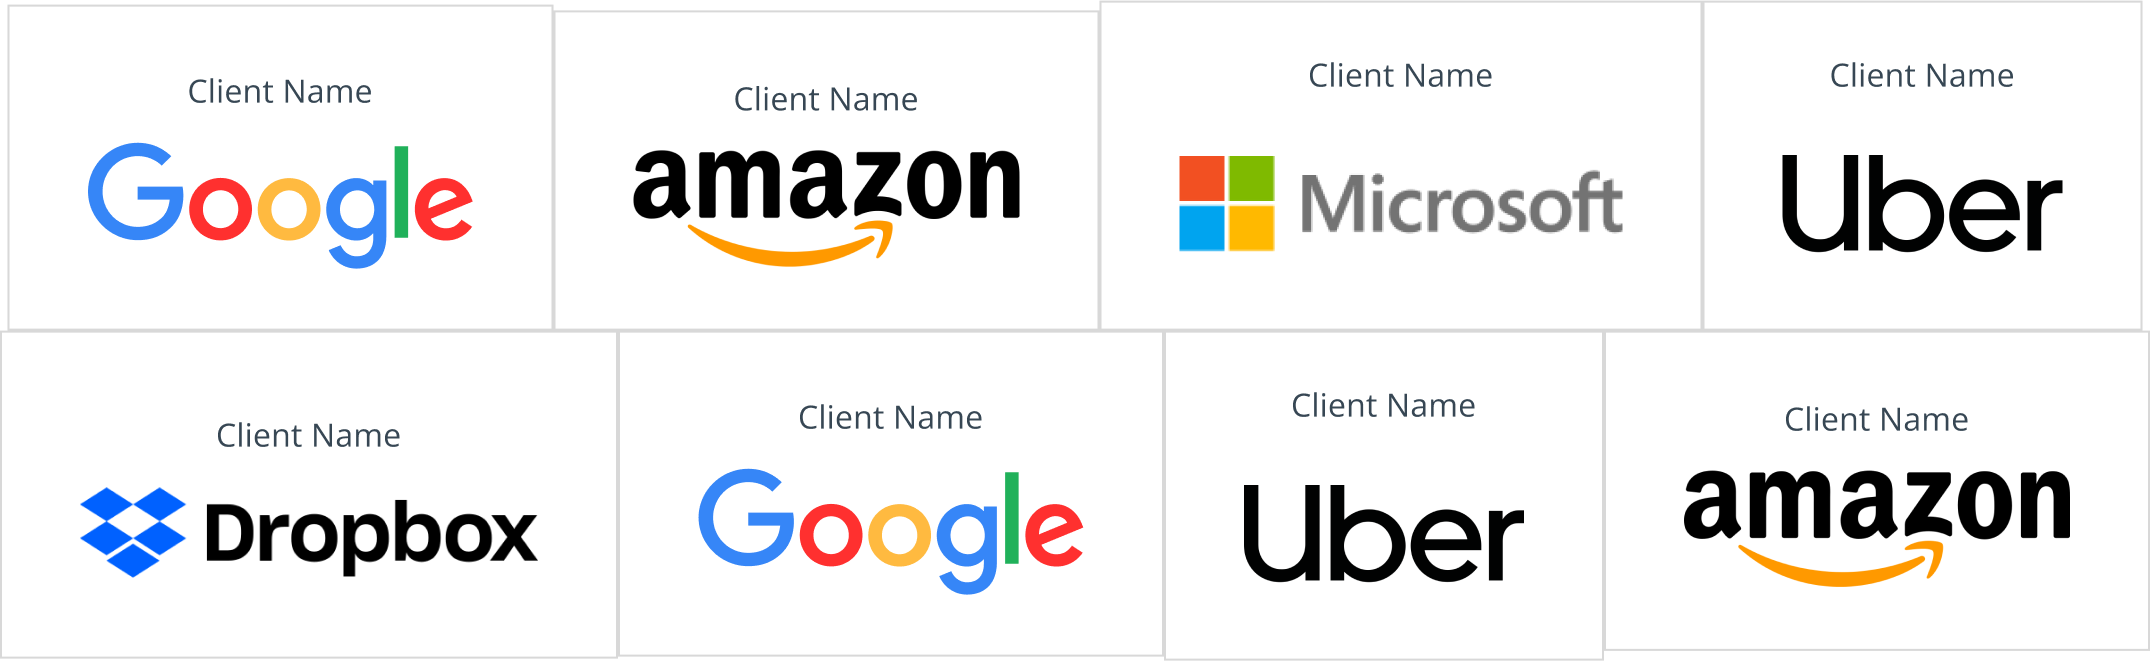 Client Name
Google
Client Name
amazon
Client Name
Microsoft
Client Name
Uber
Client Name
Dropbox
Client Name
Google
Client Name
Uber
Client Name
amazon